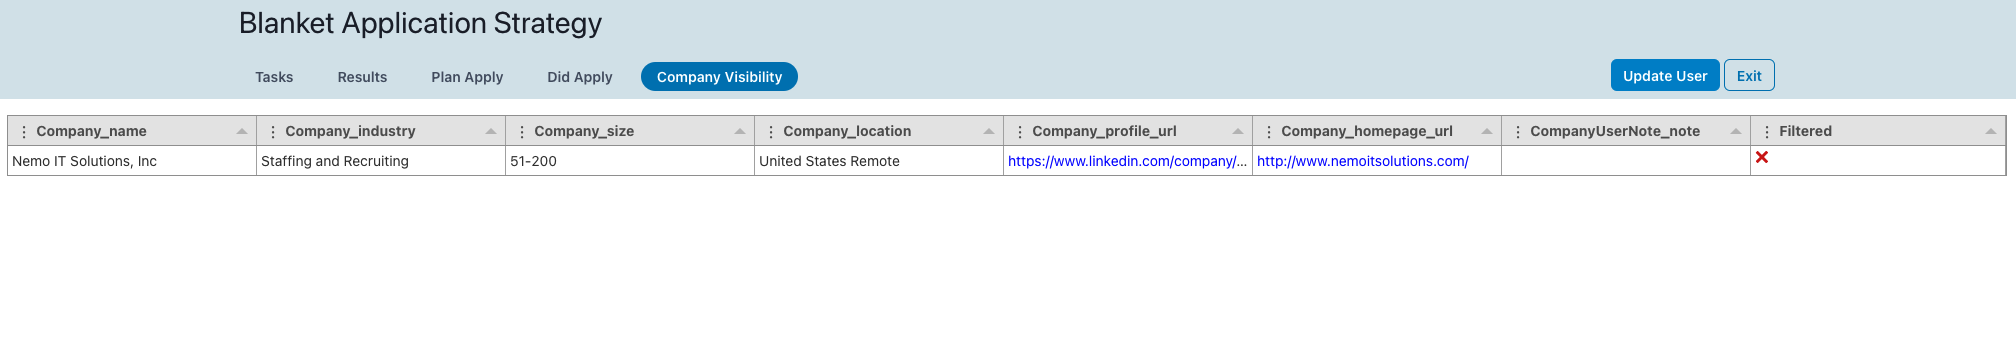 Blanket Application Strategy
Tasks Results Plan Apply Did Apply Company Visibility Update User Exit
Company_name Company_industry Company_size Company_location Company_profile_url Company_homepage_url CompanyUserNote_note Filtered
Nemo IT Solutions, Inc Staffing and Recruiting 51-200 United States Remote https://www.linkedin.com/company/... http://www.nemoitsolutions.com/